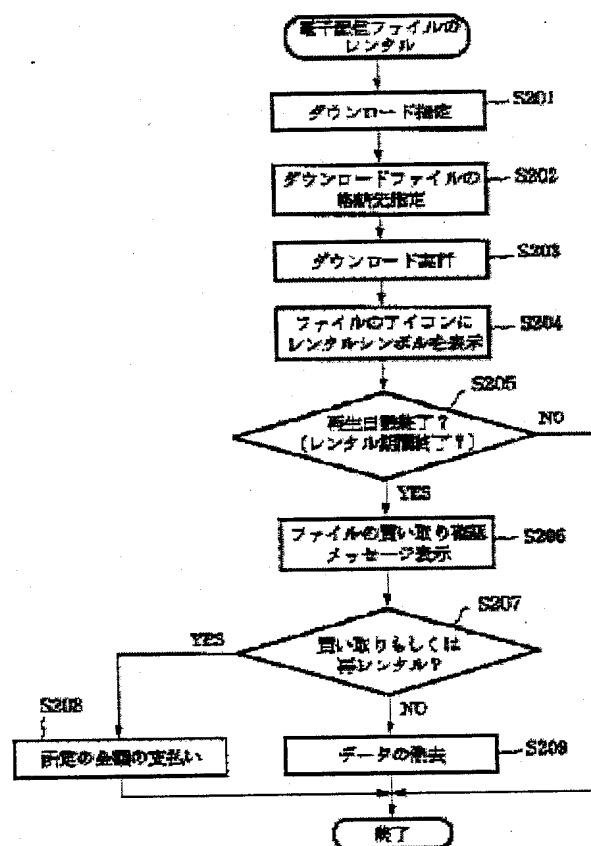 電子配信ファイルの
レンタル
ダウンロード指定
S201
ダウンロードファイルの
格納先指定
S202
ダウンロード実行
S203
ファイルのアイコンに
レンタルシンボルを表示
S204
S205
再生日数終了?
(レンタル期間終了?)
NO
YES
ファイルの買い取り確認
メッセージ表示
S206
S207
YES
買い取りもしくは
再レンタル?
NO
S208
所定の金額の支払い
データの消去
S209
終了